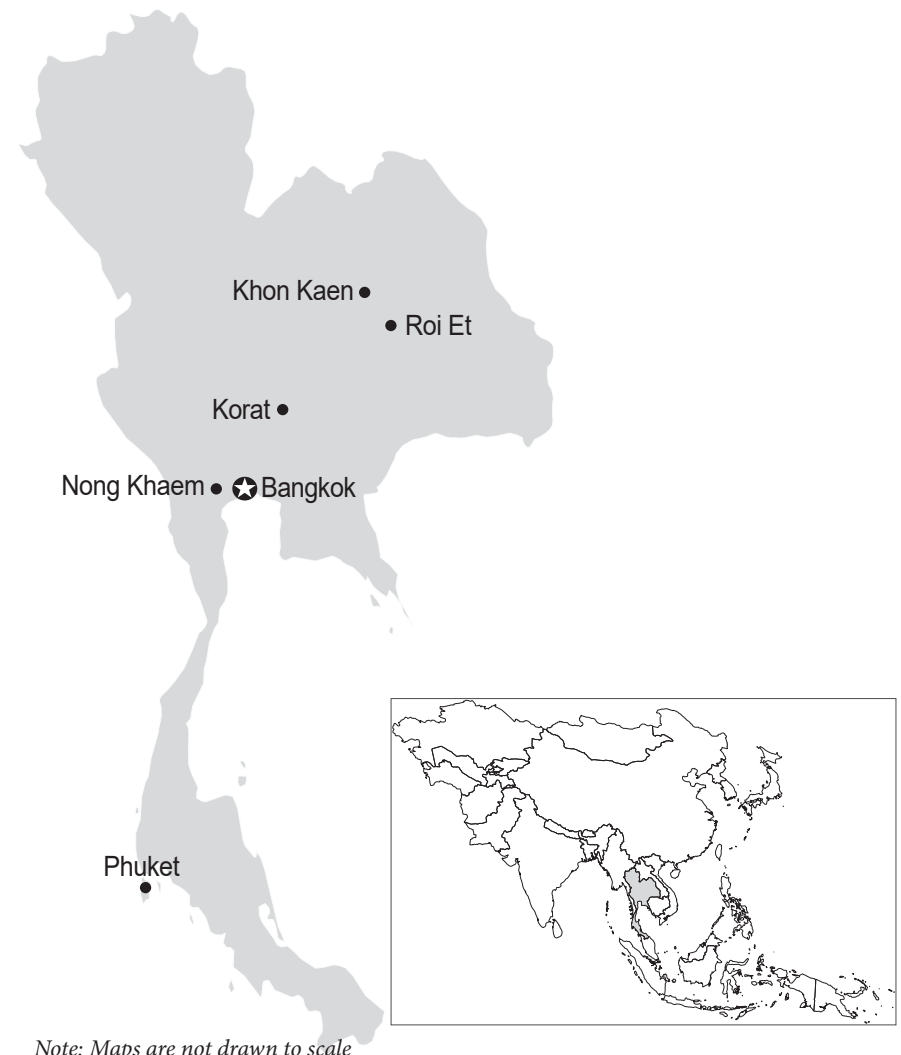 Khon Kaen
Roi Et
Korat
Nong Khaem
Bangkok
Phuket
Note: Maps are not drawn to scale